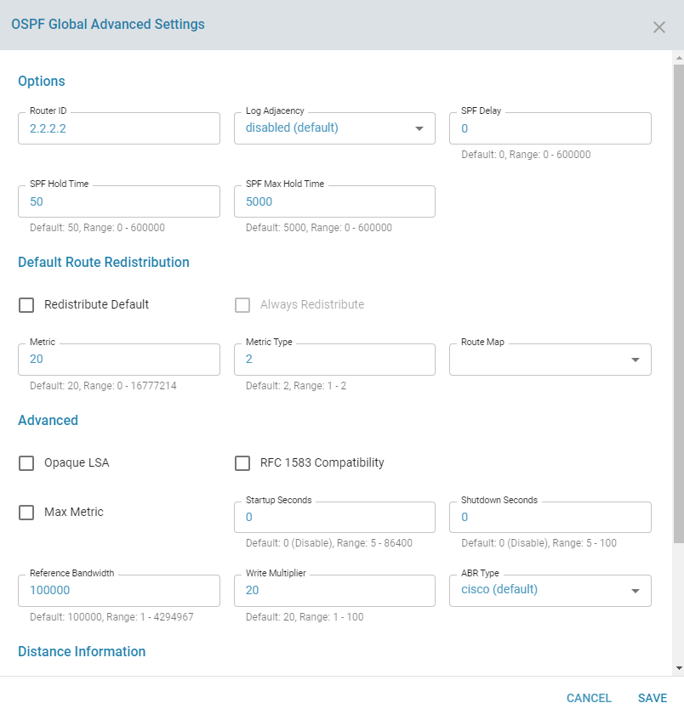 OSPF Global Advanced Settings
Options
Router ID
2.2.2.2
Log Adjacency
disabled (default)
SPF Delay
0
Default: 0, Range: 0 - 600000
SPF Hold Time
50
Default: 50, Range: 0 - 600000
SPF Max Hold Time
5000
Default: 5000, Range: 0 - 600000
Default Route Redistribution
Redistribute Default
Always Redistribute
Metric
20
Default: 20, Range: 0 - 16777214
Metric Type
2
Default: 2, Range: 1 - 2
Route Map
Advanced
Opaque LSA
RFC 1583 Compatibility
Max Metric
Startup Seconds
0
Default: 0 (Disable), Range: 5 - 86400
Shutdown Seconds
0
Default: 0 (Disable), Range: 5 - 100
Reference Bandwidth
100000
Default: 100000, Range: 1 - 4294967
Write Multiplier
20
Default: 20, Range: 1 - 100
ABR Type
cisco (default)
Distance Information
CANCEL
SAVE